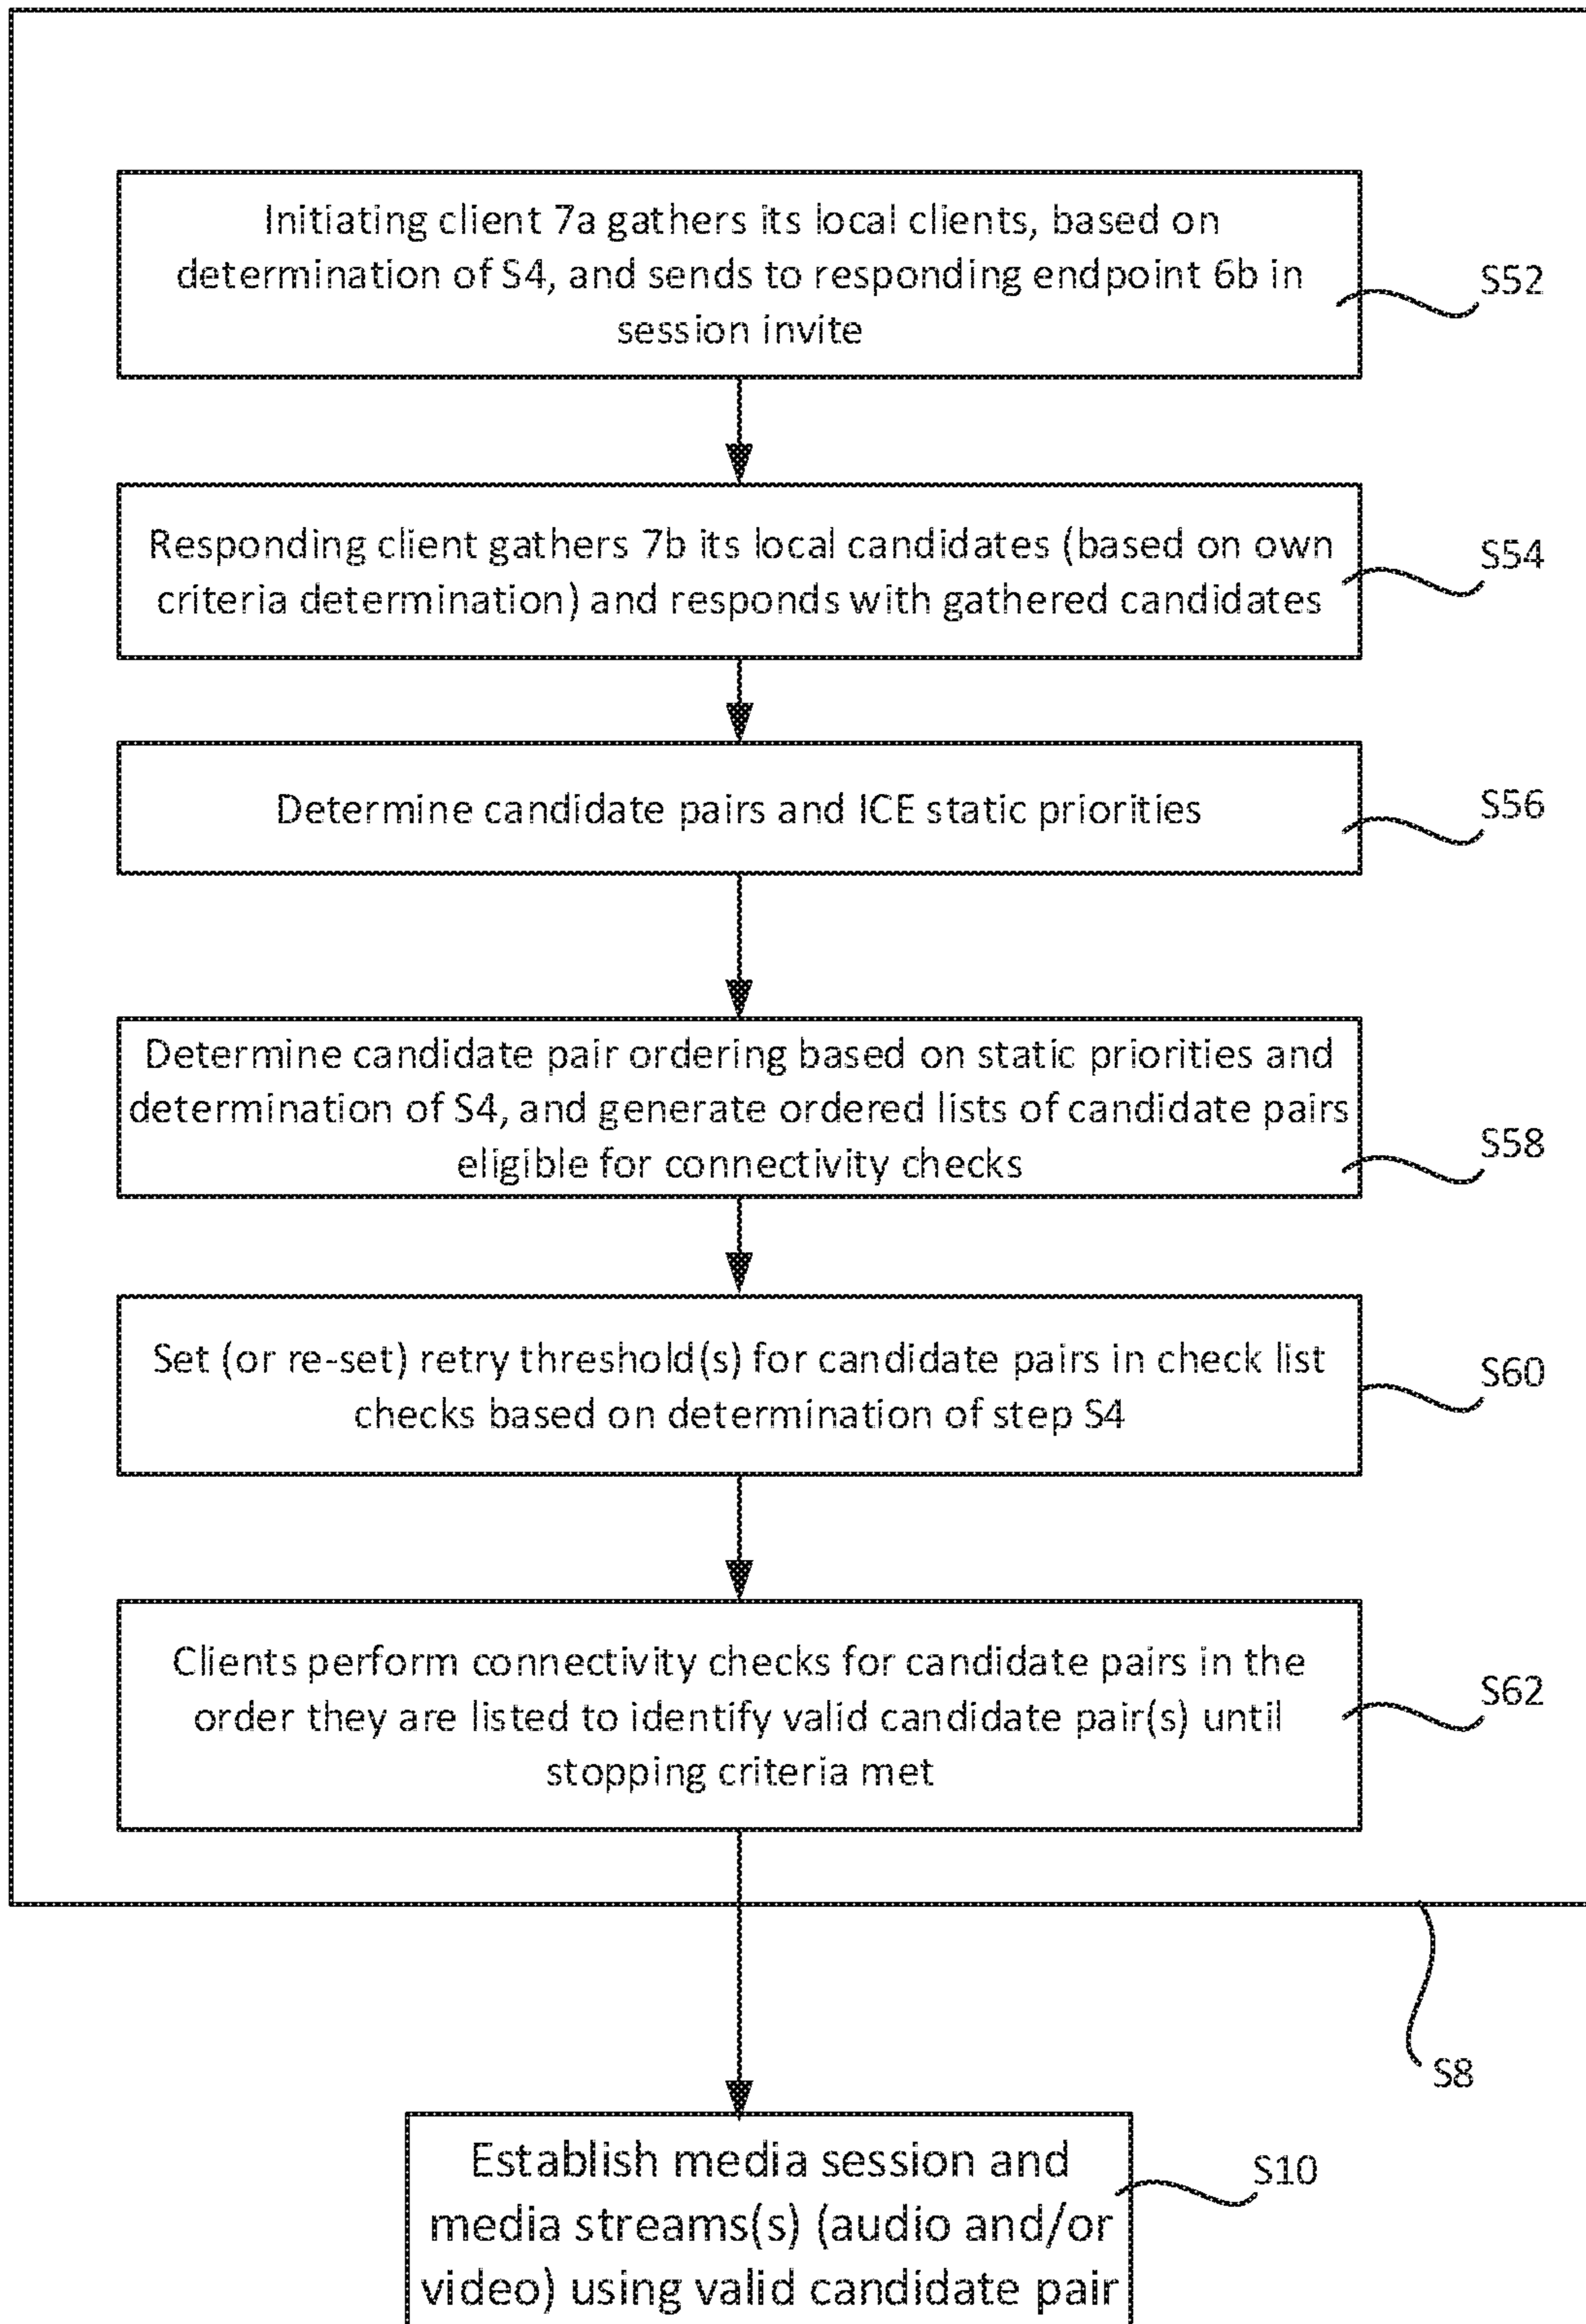 Initiating client 7a gathers its local clients, based on
determination of S4, and sends to responding endpoint 6b in
session invite
S52
Responding client gathers 7b its local candidates (based on own
criteria determination) and responds with gathered candidates
S54
Determine candidate pairs and ICE static priorities
S56
Determine candidate pair ordering based on static priorities and
determination of S4, and generate ordered lists of candidate pairs
eligible for connectivity checks
S58
Set (or re-set) retry threshold(s) for candidate pairs in check list
checks based on determination of step S4
S60
Clients perform connectivity checks for candidate pairs in the
order they are listed to identify valid candidate pair(s) until
stopping criteria met
S62
S8
Establish media session and
media streams(s) (audio and/or
video) using valid candidate pair
S10